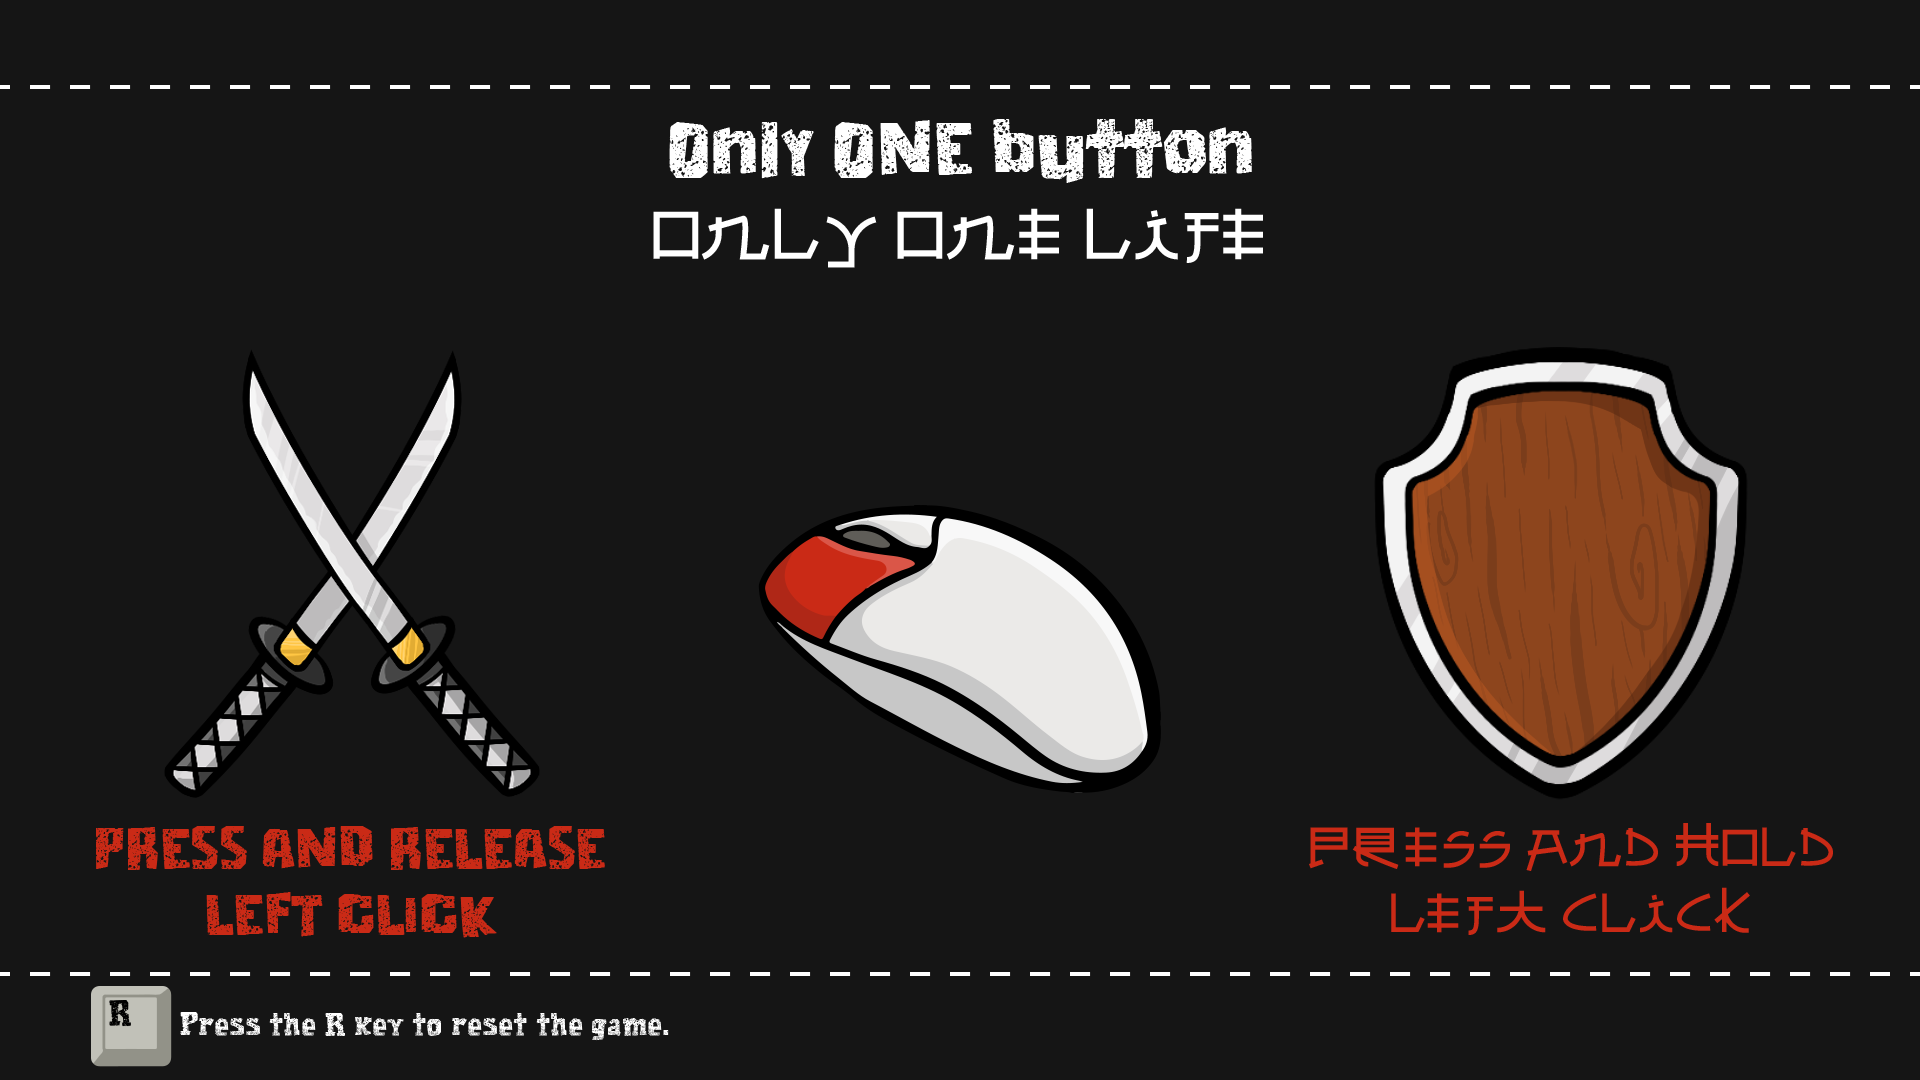 Only ONE button
ONLY ONE LIFE
PRESS AND RELEASE
LEFT CLICK
PRESS AND HOLD
LEFT CLICK
R
Press the R key to reset the game.